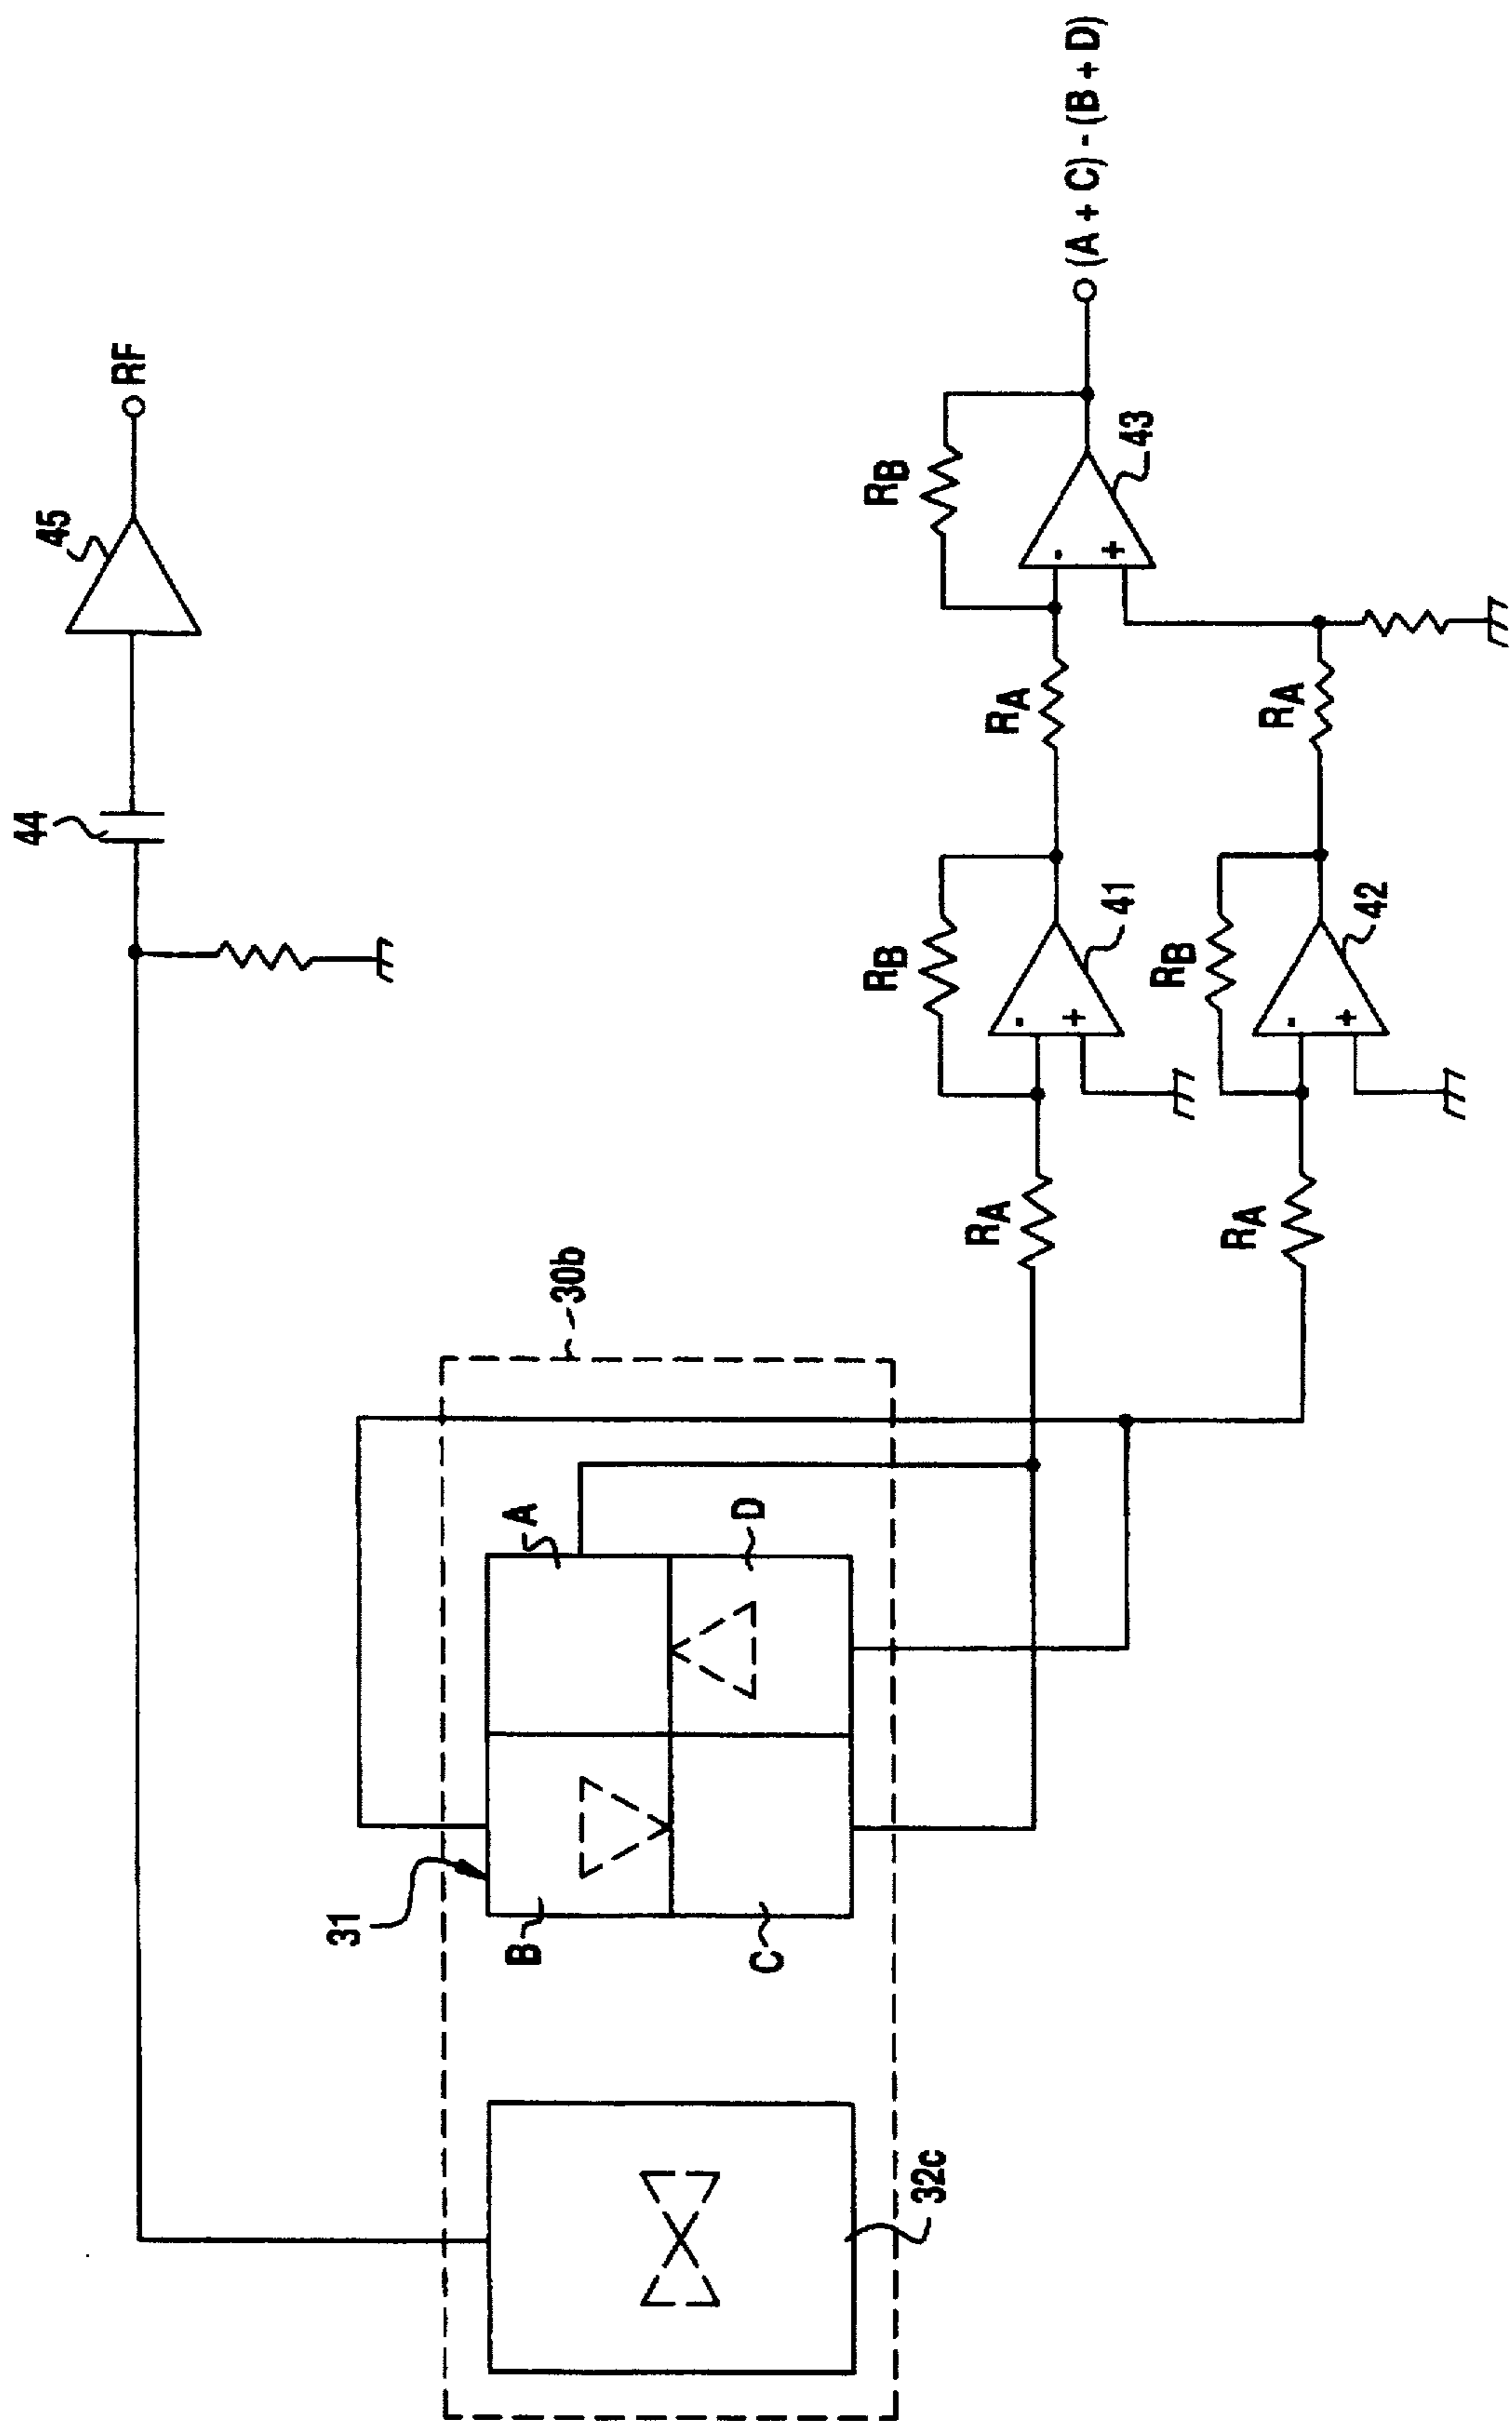 45
RF
44
(A + C) - (B + D)
RB
43
RA
RA
RB
41
RB
42
RA
RA
30b
A
D
31
B
C
32c
-
+
-
+
-
+